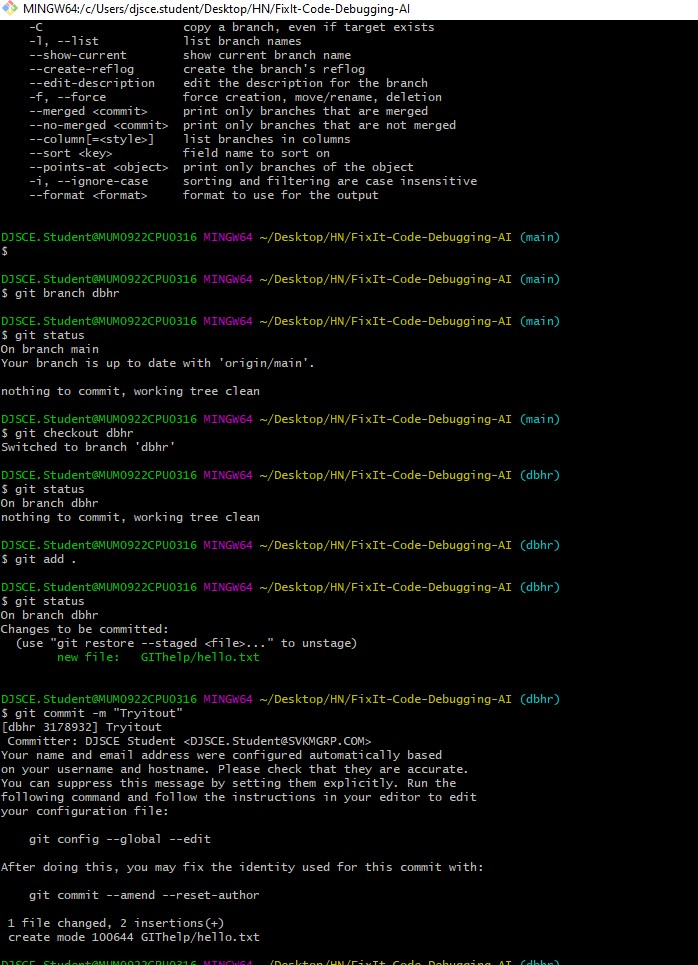 MINGW64:/c/Users/djsce.student/Desktop/HN/FixIt-Code-Debugging-AI
-C copy a branch, even if target exists
-l, --list list branch names
--show-current show current branch name
--create-reflog create the branch's reflog
--edit-description edit the description for the branch
-f, --force force creation, move/rename, deletion
--merged <commit> print only branches that are merged
--no-merged <commit> print only branches that are not merged
--column[=<style>] list branches in columns
--sort <key> field name to sort on
--points-at <object> print only branches of the object
-i, --ignore-case sorting and filtering are case insensitive
--format <format> format to use for the output
DJSCE.Student@MUM0922CPU0316 MINGW64 ~/Desktop/HN/FixIt-Code-Debugging-AI (main)
$
DJSCE.Student@MUM0922CPU0316 MINGW64 ~/Desktop/HN/FixIt-Code-Debugging-AI (main)
$ git branch dbhr
DJSCE.Student@MUM0922CPU0316 MINGW64 ~/Desktop/HN/FixIt-Code-Debugging-AI (main)
$ git status
On branch main
Your branch is up to date with 'origin/main'.
nothing to commit, working tree clean
DJSCE.Student@MUM0922CPU0316 MINGW64 ~/Desktop/HN/FixIt-Code-Debugging-AI (main)
$ git checkout dbhr
Switched to branch 'dbhr'
DJSCE.Student@MUM0922CPU0316 MINGW64 ~/Desktop/HN/FixIt-Code-Debugging-AI (dbhr)
$ git status
On branch dbhr
nothing to commit, working tree clean
DJSCE.Student@MUM0922CPU0316 MINGW64 ~/Desktop/HN/FixIt-Code-Debugging-AI (dbhr)
$ git add .
DJSCE.Student@MUM0922CPU0316 MINGW64 ~/Desktop/HN/FixIt-Code-Debugging-AI (dbhr)
$ git status
On branch dbhr
Changes to be committed:
(use "git restore --staged <file>..." to unstage)
new file: GIThelp/hello.txt
DJSCE.Student@MUM0922CPU0316 MINGW64 ~/Desktop/HN/FixIt-Code-Debugging-AI (dbhr)
$ git commit -m "Tryitout"
[dbhr 3178932] Tryitout
Committer: DJSCE Student <DJSCE.Student@SVKMGRP.COM>
Your name and email address were configured automatically based
on your username and hostname. Please check that they are accurate.
You can suppress this message by setting them explicitly. Run the
following command and follow the instructions in your editor to edit
your configuration file:
git config --global --edit
After doing this, you may fix the identity used for this commit with:
git commit --amend --reset-author
1 file changed, 2 insertions(+)
create mode 100644 GIThelp/hello.txt
DJSCE.Student@MUM0922CPU0316 MINGW64 ~/Desktop/HN/FixIt-Code-Debugging-AI (dbhr)